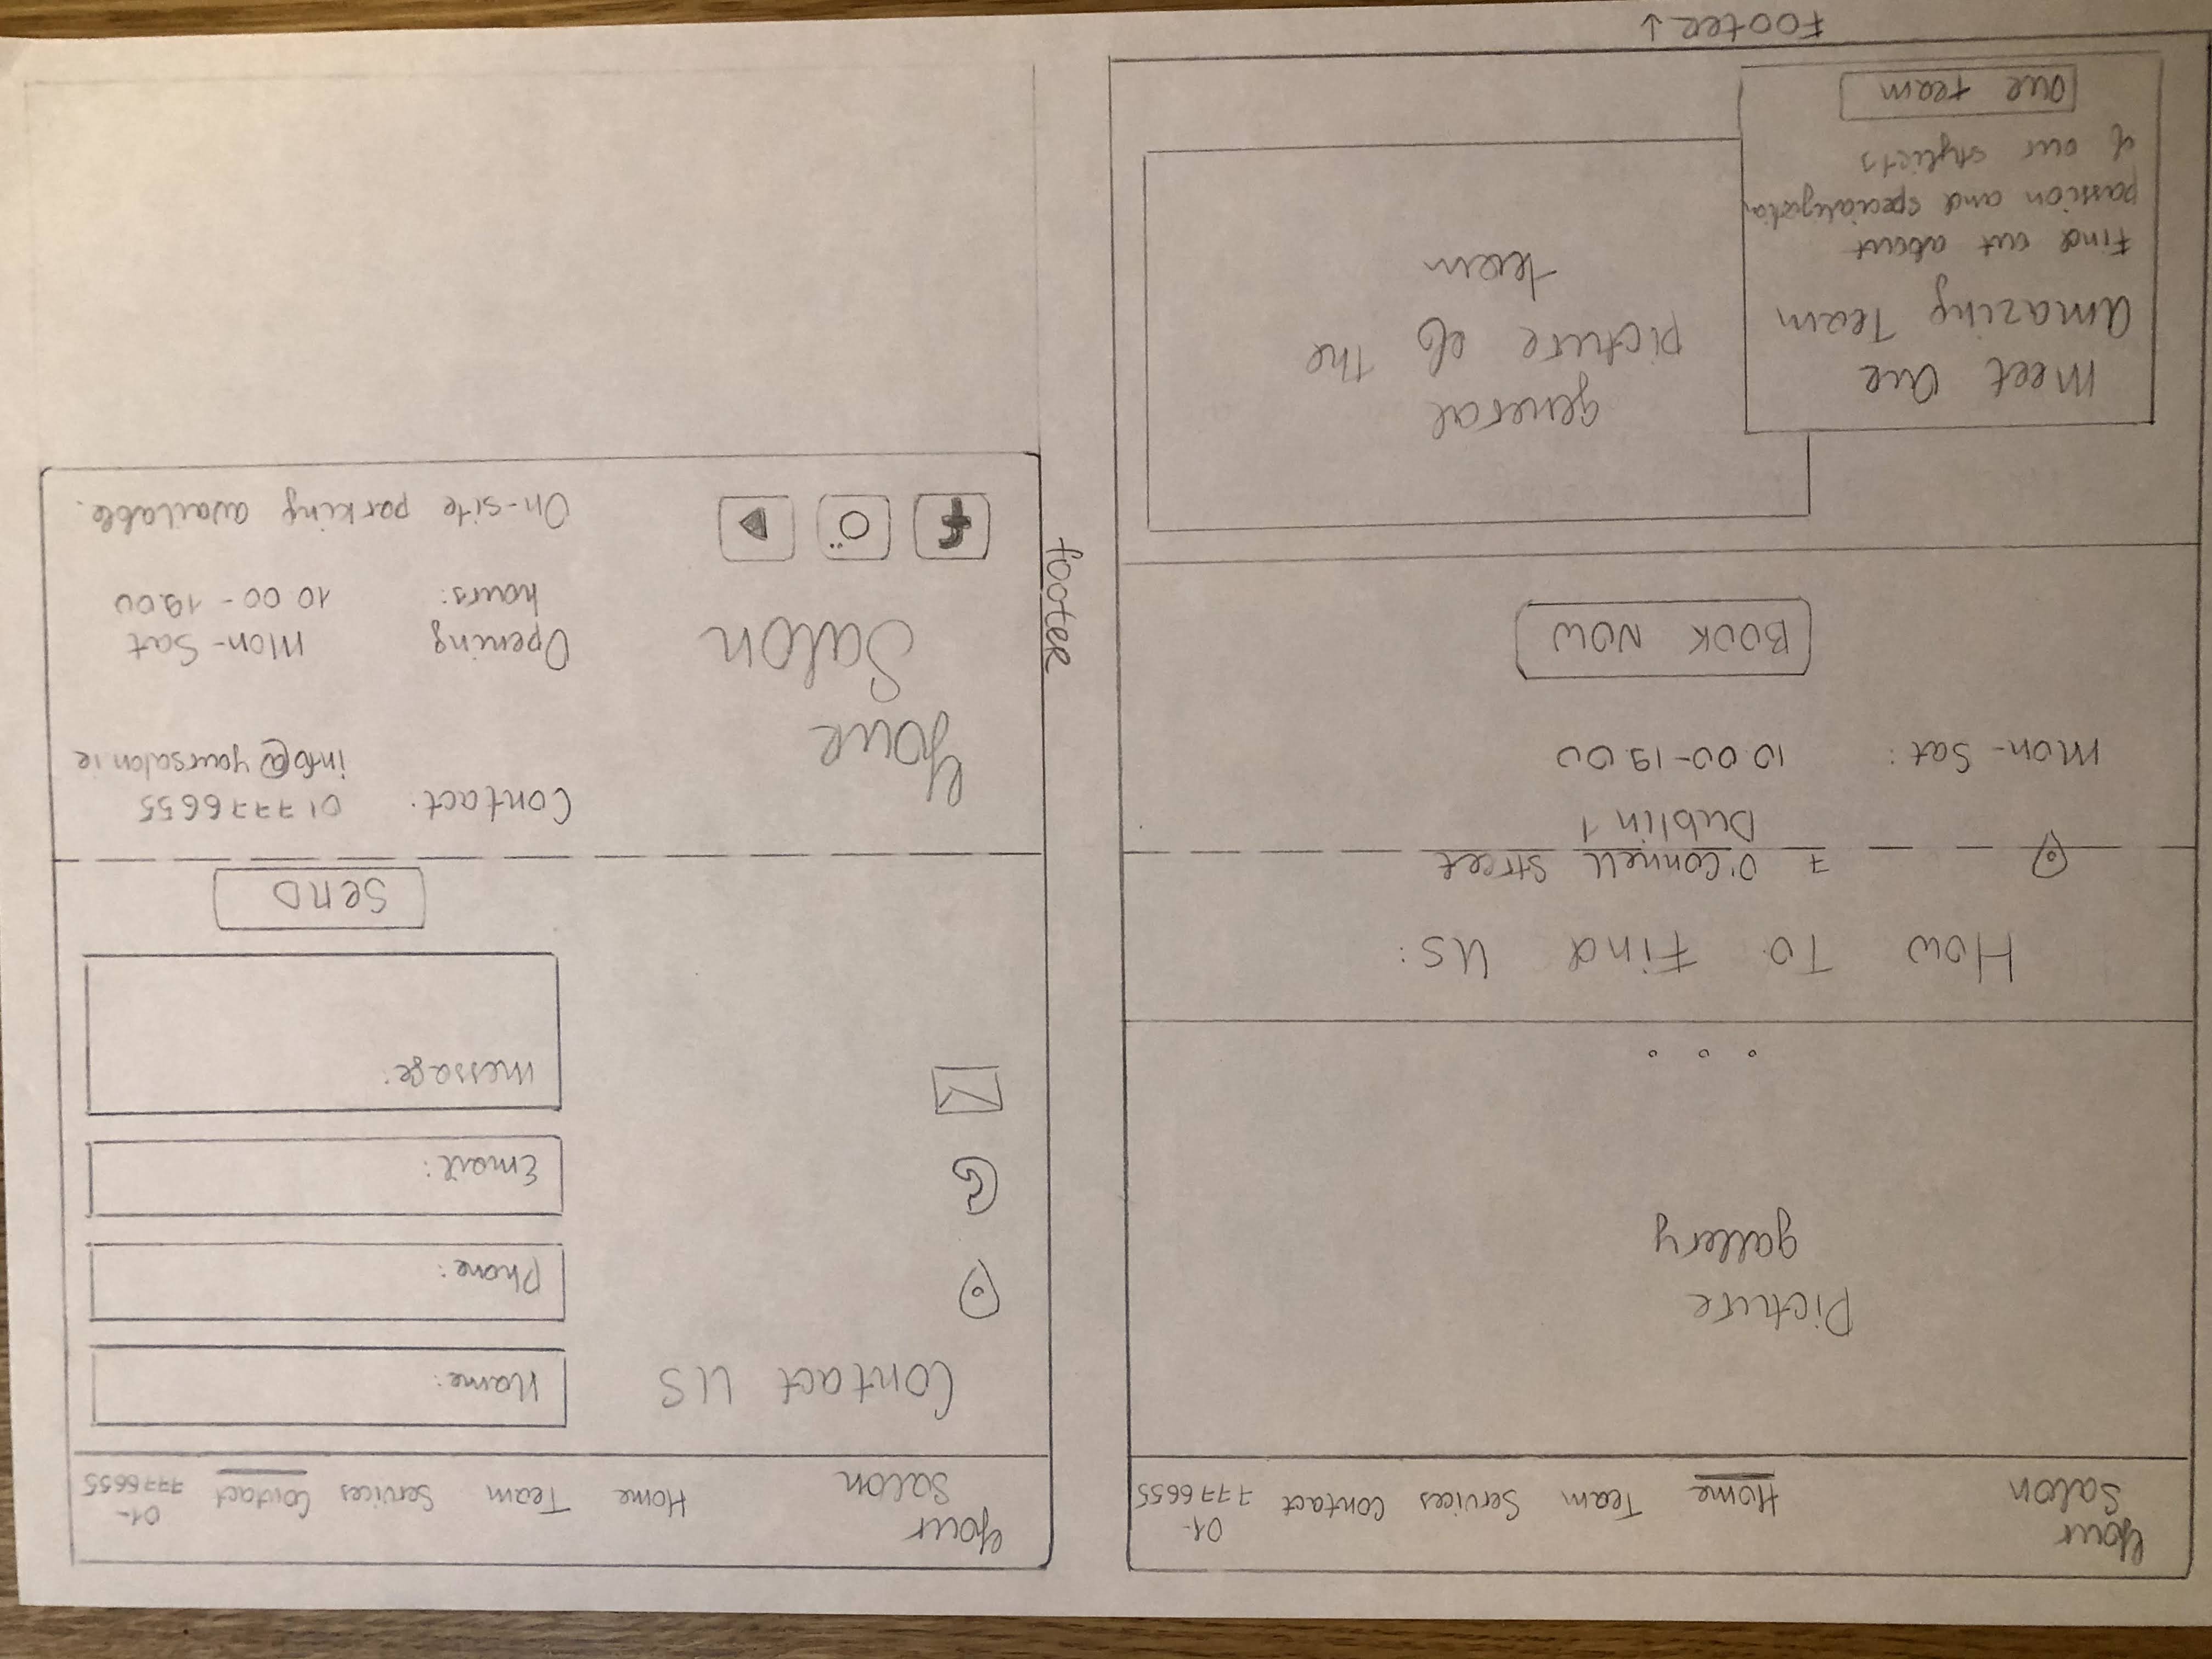 Your
Salon
Home Team Services Contact 01-
7776655
Picture
gallery
How To Find Us:
7 O'Connell Street
Dublin 1
Mon-Sat: 10.00-19.00
BOOK NOW
Meet Our
Amazing Team
Find out about
passion and specialization
of our stylists
Our Team
general
picture of the
team
Footer ↓
Your
Salon
Home Team Services Contact 01-
7776655
Contact Us
Name:
Phone:
Email:
Message:
SEND
Your
Salon
f
Contact: 01 7776655
info@yoursalon.ie
Opening Mon-Sat
hours: 10.00-19.00
On-site parking available.
footer